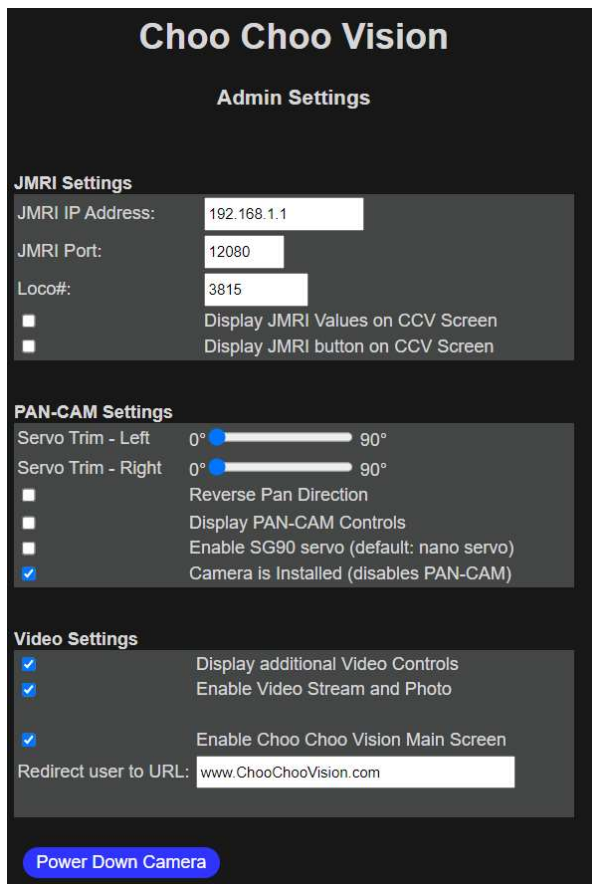 Choo Choo Vision
Admin Settings
JMRI Settings
JMRI IP Address: 192.168.1.1
JMRI Port: 12080
Loco#: 3815
Display JMRI Values on CCV Screen
Display JMRI button on CCV Screen
PAN-CAM Settings
Servo Trim - Left 0° 90°
Servo Trim - Right 0° 90°
Reverse Pan Direction
Display PAN-CAM Controls
Enable SG90 servo (default: nano servo)
Camera is Installed (disables PAN-CAM)
Video Settings
Display additional Video Controls
Enable Video Stream and Photo
Enable Choo Choo Vision Main Screen
Redirect user to URL: www.ChooChooVision.com
Power Down Camera